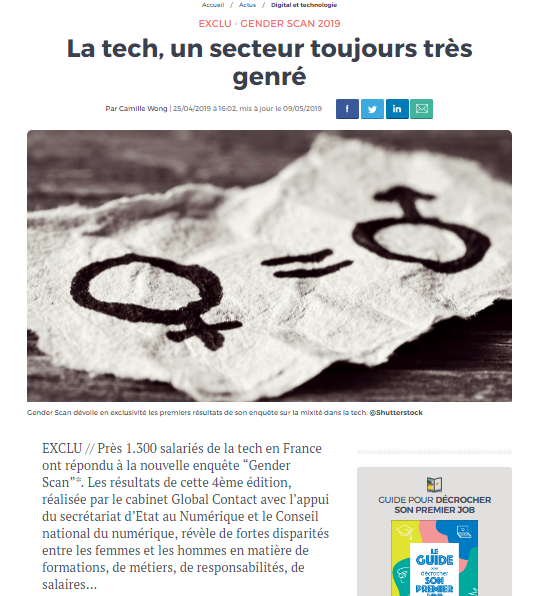 Accueil / Actus / Digital et technologie
EXCLU · GENDER SCAN 2019
La tech, un secteur toujours très
genré
Par Camille Wong | 25/04/2019 à 16:02, mis à jour le 09/05/2019
Gender Scan dévoile en exclusivité les premiers résultats de son enquête sur la mixité dans la tech. @Shutterstock
EXCLU // Près 1.300 salariés de la tech en France
ont répondu à la nouvelle enquête “Gender
Scan”*. Les résultats de cette 4ème édition,
réalisée par le cabinet Global Contact avec l’appui
du secrétariat d’Etat au Numérique et le Conseil
national du numérique, révèle de fortes disparités
entre les femmes et les hommes en matière de
formations, de métiers, de responsabilités, de
salaires…
GUIDE POUR DÉCROCHER
SON PREMIER JOB
LE
GUIDE
décrocher
SON
PREMIER